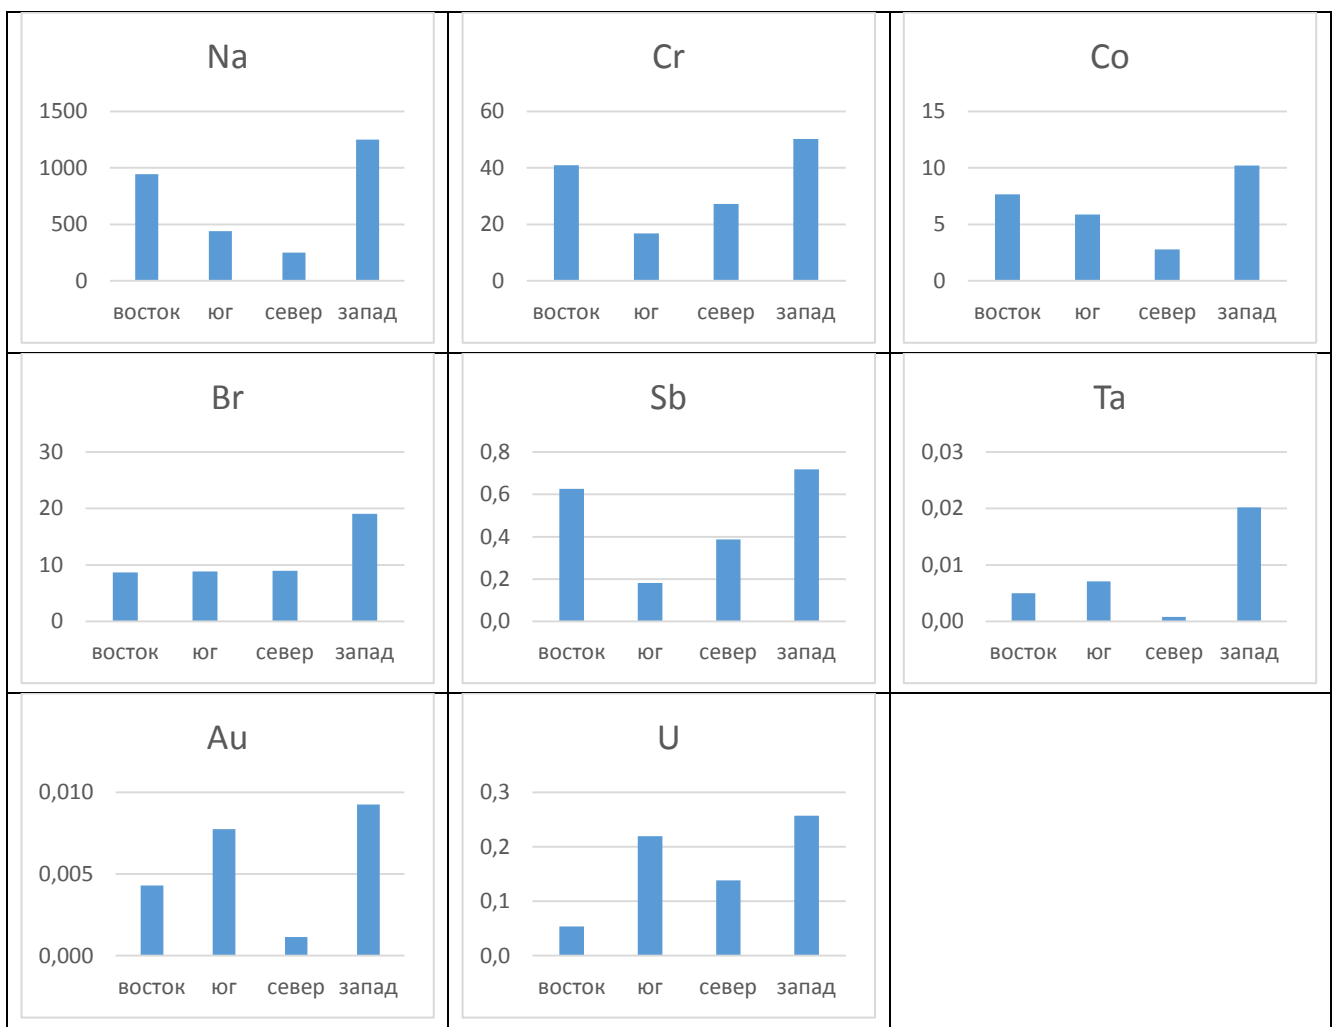 Na
1500
1000
500
0
восток юг север запад
Cr
60
40
20
0
восток юг север запад
Co
15
10
5
0
восток юг север запад
Br
30
20
10
0
восток юг север запад
Sb
0,8
0,6
0,4
0,2
0,0
восток юг север запад
Ta
0,03
0,02
0,01
0,00
восток юг север запад
Au
0,010
0,005
0,000
восток юг север запад
U
0,3
0,2
0,1
0,0
восток юг север запад